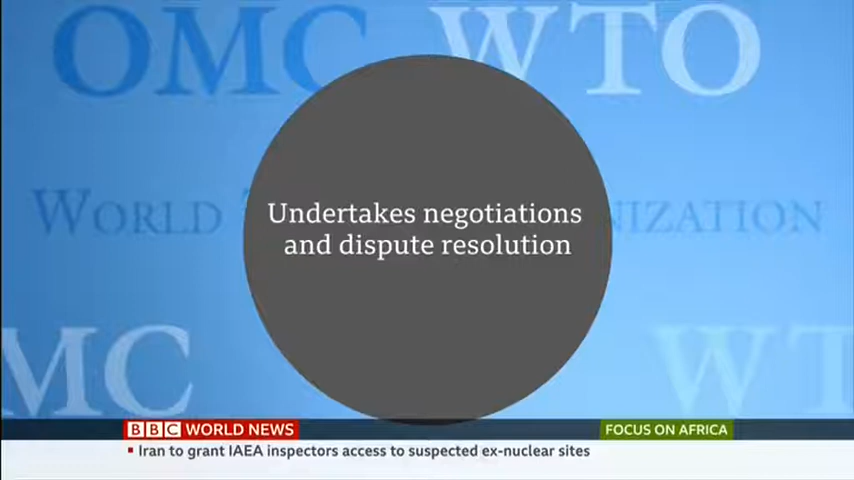 OMC WTO
WORLD
NIZATION
Undertakes negotiations
and dispute resolution
MC WT
BBC WORLD NEWS
FOCUS ON AFRICA
Iran to grant IAEA inspectors access to suspected ex-nuclear sites